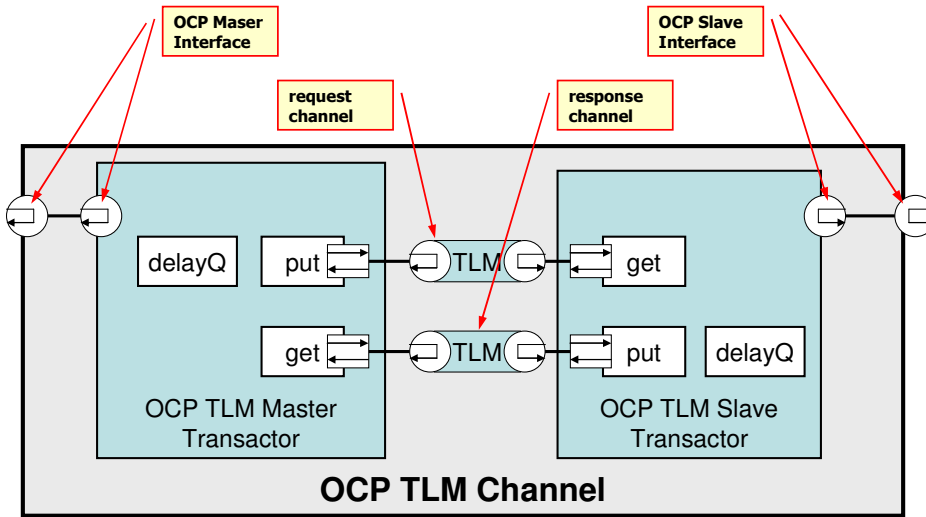 OCP Maser
Interface
OCP Slave
Interface
request
channel
response
channel
delayQ
put
TLM
get
get
TLM
put
delayQ
OCP TLM Master
Transactor
OCP TLM Slave
Transactor
OCP TLM Channel